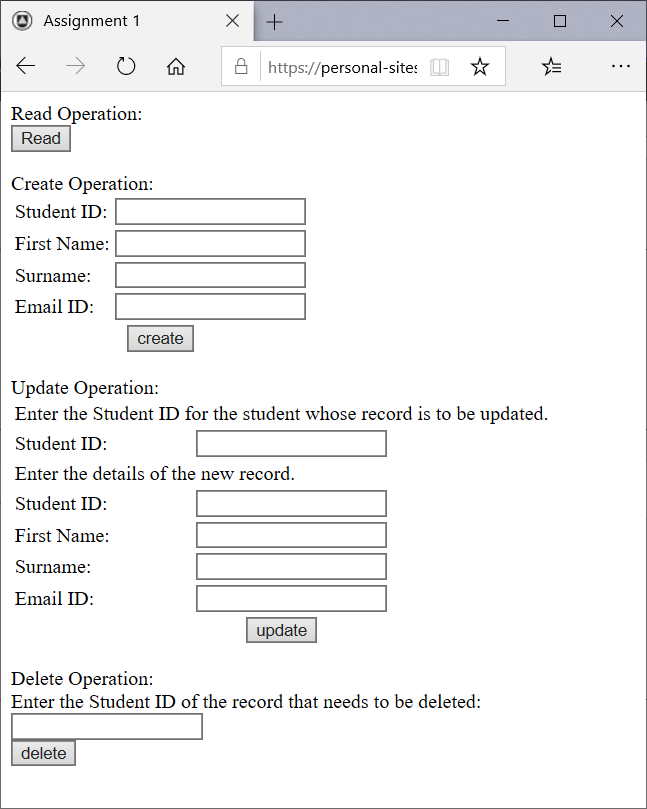 Assignment 1
https://personal-sites
Read Operation:
Read
Create Operation:
Student ID:
First Name:
Surname:
Email ID:
create
Update Operation:
Enter the Student ID for the student whose record is to be updated.
Student ID:
Enter the details of the new record.
Student ID:
First Name:
Surname:
Email ID:
update
Delete Operation:
Enter the Student ID of the record that needs to be deleted:
delete